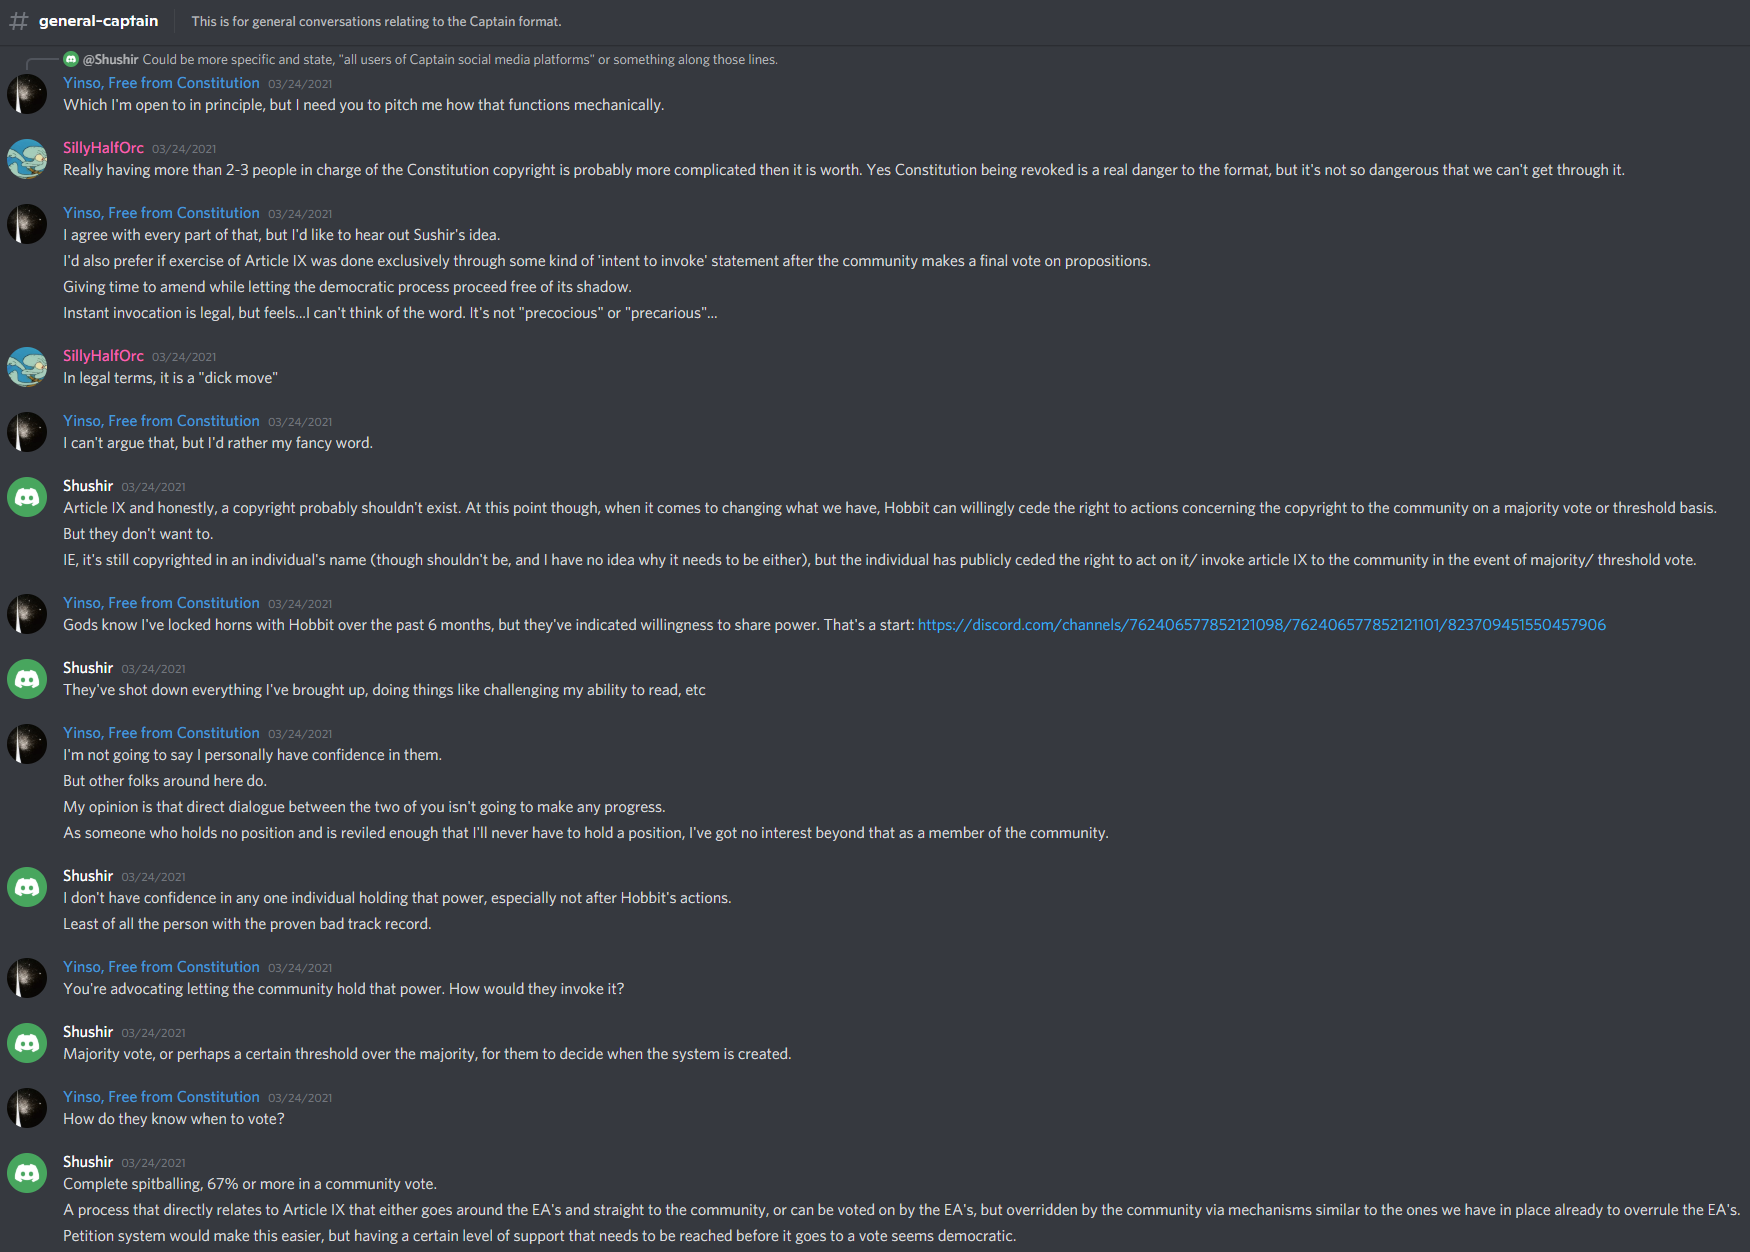 # general-captain This is for general conversations relating to the Captain format.
@Shushir Could be more specific and state, "all users of Captain social media platforms" or something along those lines.
Yinso, Free from Constitution 03/24/2021
Which I'm open to in principle, but I need you to pitch me how that functions mechanically.
SillyHalfOrc 03/24/2021
Really having more than 2-3 people in charge of the Constitution copyright is probably more complicated then it is worth. Yes Constitution being revoked is a real danger to the format, but it's not so dangerous that we can't get through it.
Yinso, Free from Constitution 03/24/2021
I agree with every part of that, but I'd like to hear out Sushir's idea.
I'd also prefer if exercise of Article IX was done exclusively through some kind of 'intent to invoke' statement after the community makes a final vote on propositions.
Giving time to amend while letting the democratic process proceed free of its shadow.
Instant invocation is legal, but feels...I can't think of the word. It's not "precocious" or "precarious"...
SillyHalfOrc 03/24/2021
In legal terms, it is a "dick move"
Yinso, Free from Constitution 03/24/2021
I can't argue that, but I'd rather my fancy word.
Shushir 03/24/2021
Article IX and honestly, a copyright probably shouldn't exist. At this point though, when it comes to changing what we have, Hobbit can willingly cede the right to actions concerning the copyright to the community on a majority vote or threshold basis.
But they don't want to.
IE, it's still copyrighted in an individual's name (though shouldn't be, and I have no idea why it needs to be either), but the individual has publicly ceded the right to act on it/ invoke article IX to the community in the event of majority/ threshold vote.
Yinso, Free from Constitution 03/24/2021
Gods know I've locked horns with Hobbit over the past 6 months, but they've indicated willingness to share power. That's a start: https://discord.com/channels/762406577852121098/762406577852121101/823709451550457906
Shushir 03/24/2021
They've shot down everything I've brought up, doing things like challenging my ability to read, etc
Yinso, Free from Constitution 03/24/2021
I'm not going to say I personally have confidence in them.
But other folks around here do.
My opinion is that direct dialogue between the two of you isn't going to make any progress.
As someone who holds no position and is reviled enough that I'll never have to hold a position, I've got no interest beyond that as a member of the community.
Shushir 03/24/2021
I don't have confidence in any one individual holding that power, especially not after Hobbit's actions.
Least of all the person with the proven bad track record.
Yinso, Free from Constitution 03/24/2021
You're advocating letting the community hold that power. How would they invoke it?
Shushir 03/24/2021
Majority vote, or perhaps a certain threshold over the majority, for them to decide when the system is created.
Yinso, Free from Constitution 03/24/2021
How do they know when to vote?
Shushir 03/24/2021
Complete spitballing, 67% or more in a community vote.
A process that directly relates to Article IX that either goes around the EA's and straight to the community, or can be voted on by the EA's, but overridden by the community via mechanisms similar to the ones we have in place already to overrule the EA's.
Petition system would make this easier, but having a certain level of support that needs to be reached before it goes to a vote seems democratic.